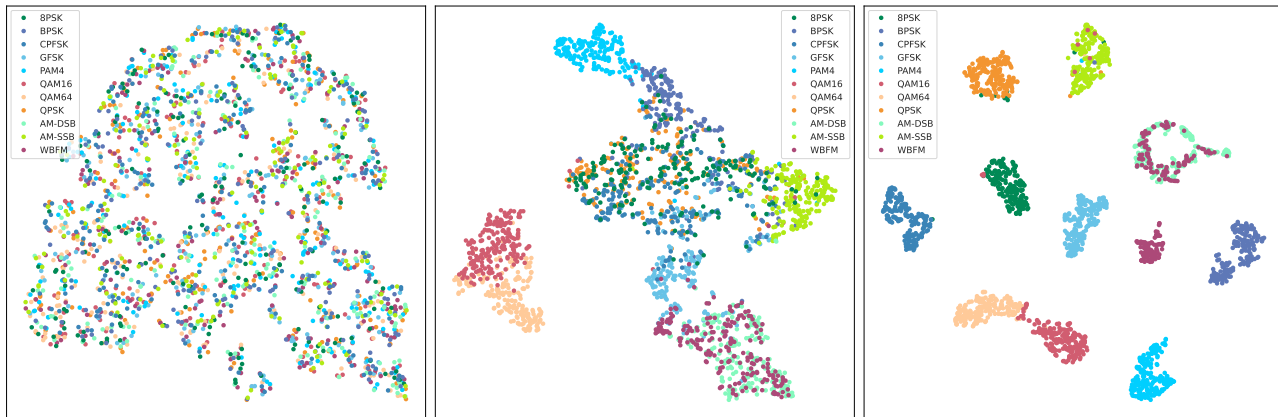 8PSK
BPSK
CPFSK
GFSK
PAM4
QAM16
QAM64
QPSK
AM-DSB
AM-SSB
WBFM
8PSK
BPSK
CPFSK
GFSK
PAM4
QAM16
QAM64
QPSK
AM-DSB
AM-SSB
WBFM
8PSK
BPSK
CPFSK
GFSK
PAM4
QAM16
QAM64
QPSK
AM-DSB
AM-SSB
WBFM